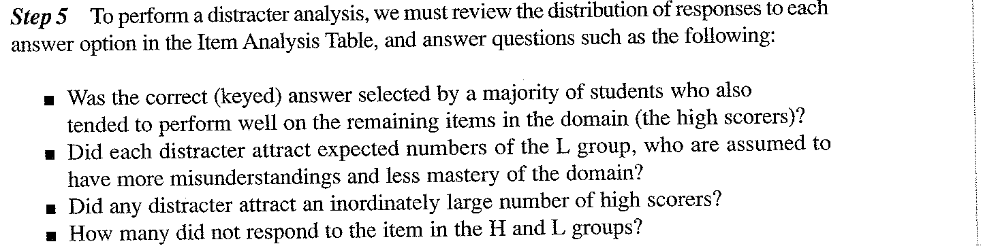 Step 5 To perform a distracter analysis, we must review the distribution of responses to each
answer option in the Item Analysis Table, and answer questions such as the following:
■ Was the correct (keyed) answer selected by a majority of students who also
tended to perform well on the remaining items in the domain (the high scorers)?
■ Did each distracter attract expected numbers of the L group, who are assumed to
have more misunderstandings and less mastery of the domain?
■ Did any distracter attract an inordinately large number of high scorers?
■ How many did not respond to the item in the H and L groups?